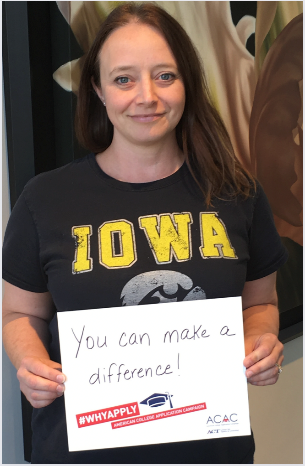 IOWA
You can make a
difference!
#WHYAPPLY
AMERICAN COLLEGE APPLICATION CAMPAIGN
ACAC